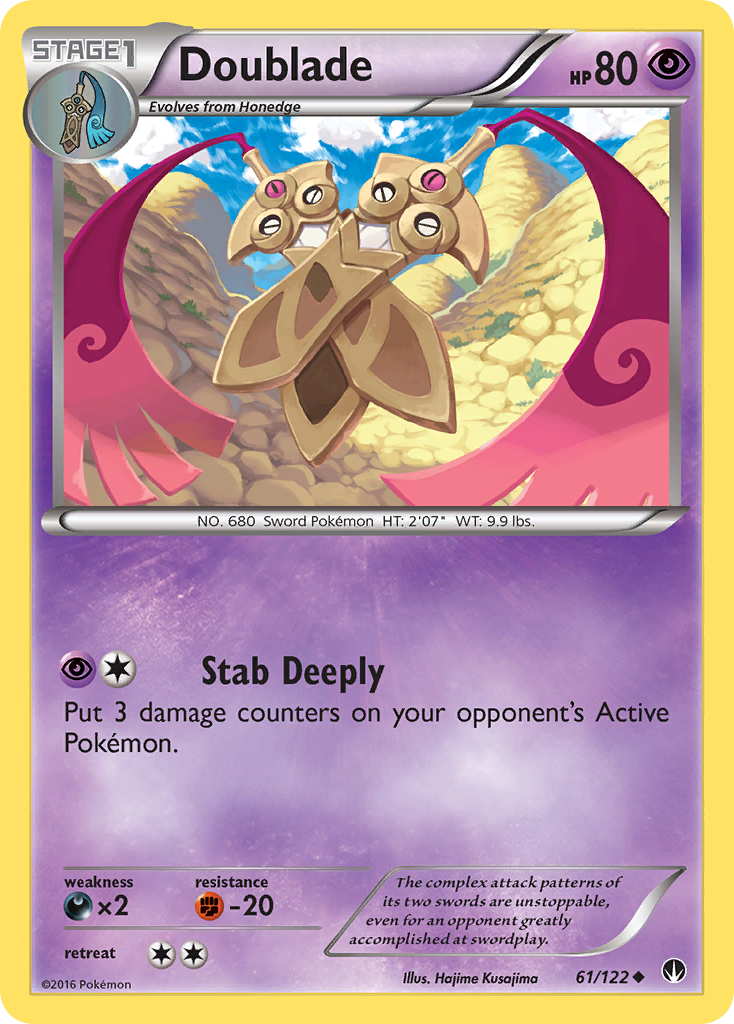 STAGE1
Doublade
HP80
Evolves from Honedge
NO. 680 Sword Pokémon HT: 2'07" WT: 9.9 lbs.
Stab Deeply
Put 3 damage counters on your opponent's Active
Pokémon.
weakness
×2
resistance
-20
retreat
The complex attack patterns of
its two swords are unstoppable,
even for an opponent greatly
accomplished at swordplay.
©2016 Pokémon
Illus. Hajime Kusajima
61/122